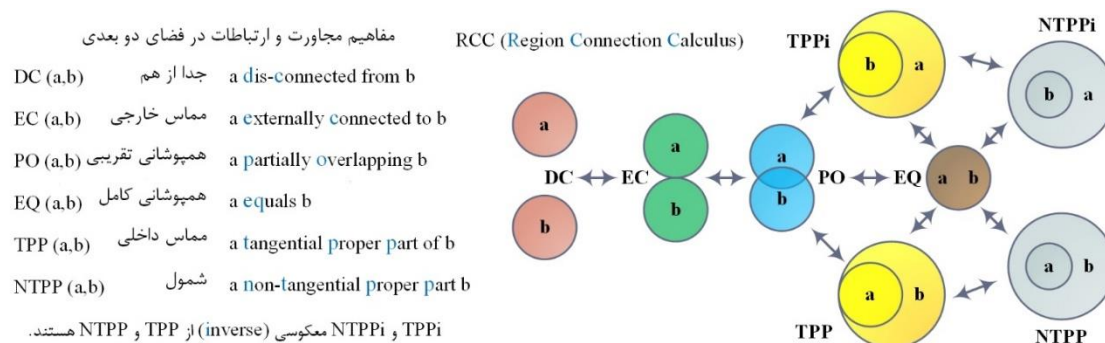 مفاهیم مجاورت و ارتباطات در فضای دو بعدی
DC (a,b) جدا از هم a dis-connected from b
EC (a,b) مماس خارجی a externally connected to b
PO (a,b) همپوشانی تقریبی a partially overlapping b
EQ (a,b) همپوشانی کامل a equals b
TPP (a,b) مماس داخلی a tangential proper part of b
NTPP (a,b) شمول a non-tangential proper part b
TPPi و NTPPi معکوسی (inverse) از TPP و NTPP هستند.
RCC (Region Connection Calculus)
a
b
DC
EC
a
b
a
b
PO
TPPi
b a
EQ
a b
NTPPi
b a
a b
TPP
a b
NTPP